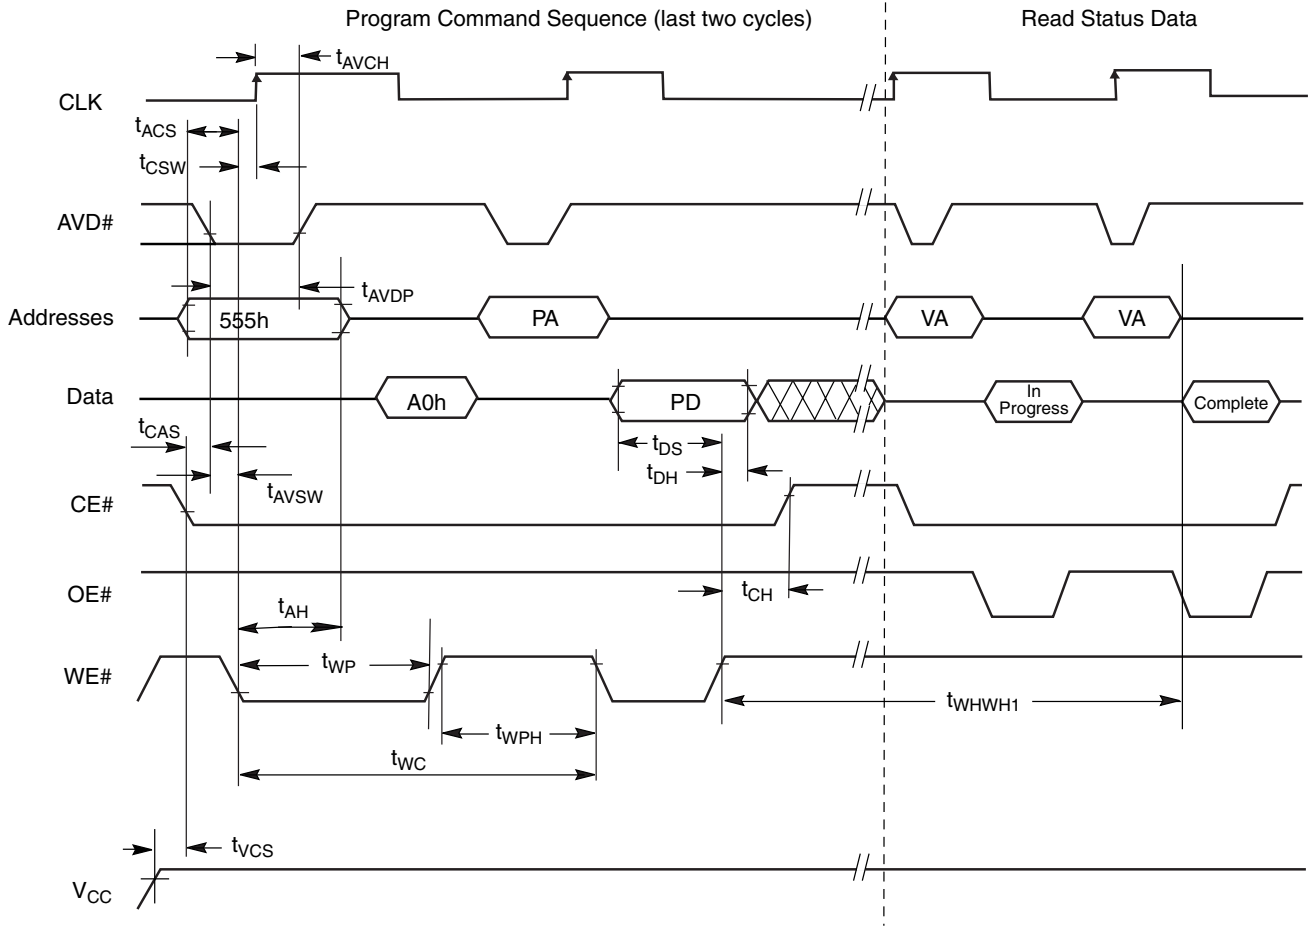 Program Command Sequence (last two cycles)
Read Status Data
tAVCH
CLK
tACS
tCSW
AVD#
tAVDP
Addresses
555h
PA
VA
VA
Data
A0h
PD
In
Progress
Complete
tCAS
tDS
tDH
tAVSW
CE#
OE#
tCH
tAH
tWP
WE#
tWHWH1
tWPH
tWC
tVCS
VCC